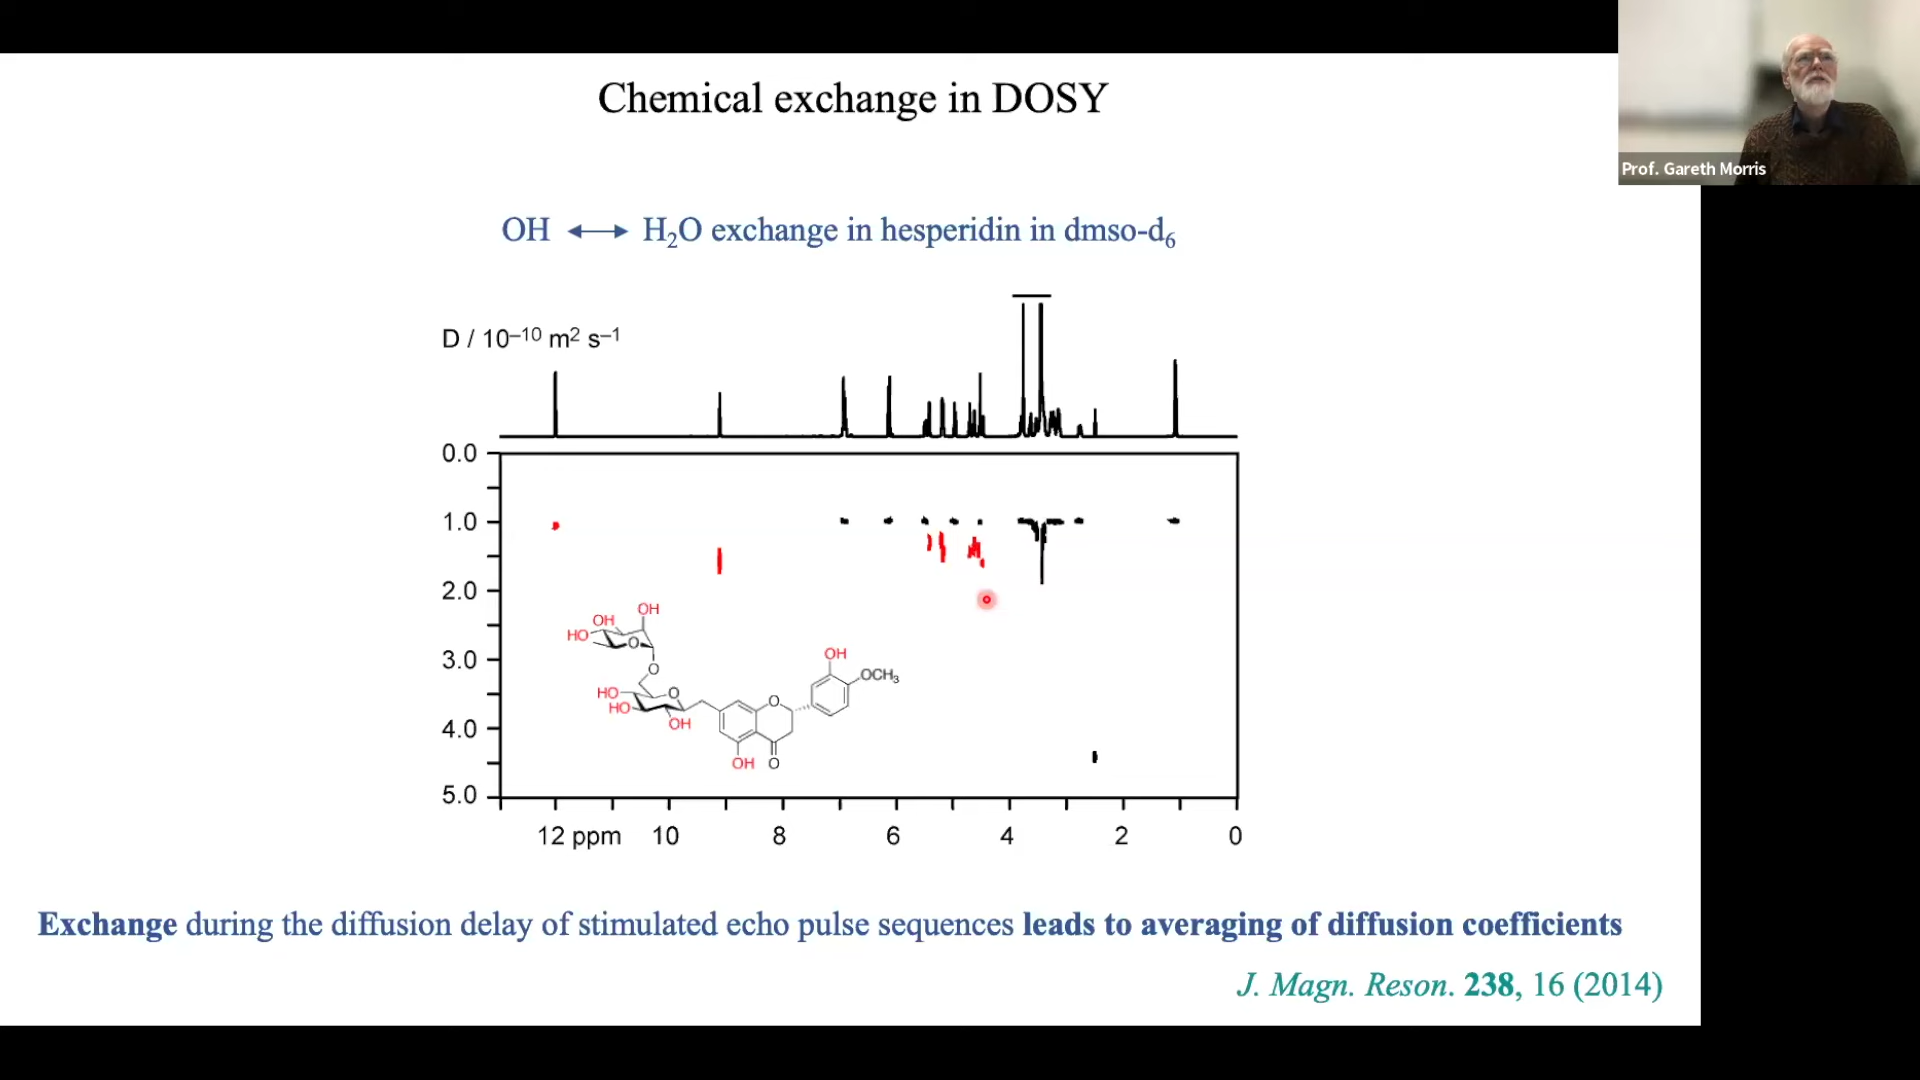 Chemical exchange in DOSY
Prof. Gareth Morris
OH ⟷ H₂O exchange in hesperidin in dmso-d₆
D / 10⁻¹⁰ m² s⁻¹
0.0
1.0
2.0
3.0
4.0
5.0
OH
OH
HO
O
O
HO
O
HO
OH
O
OH
OCH₃
OH
O
12 ppm 10 8 6 4 2 0
Exchange during the diffusion delay of stimulated echo pulse sequences leads to averaging of diffusion coefficients
J. Magn. Reson. 238, 16 (2014)